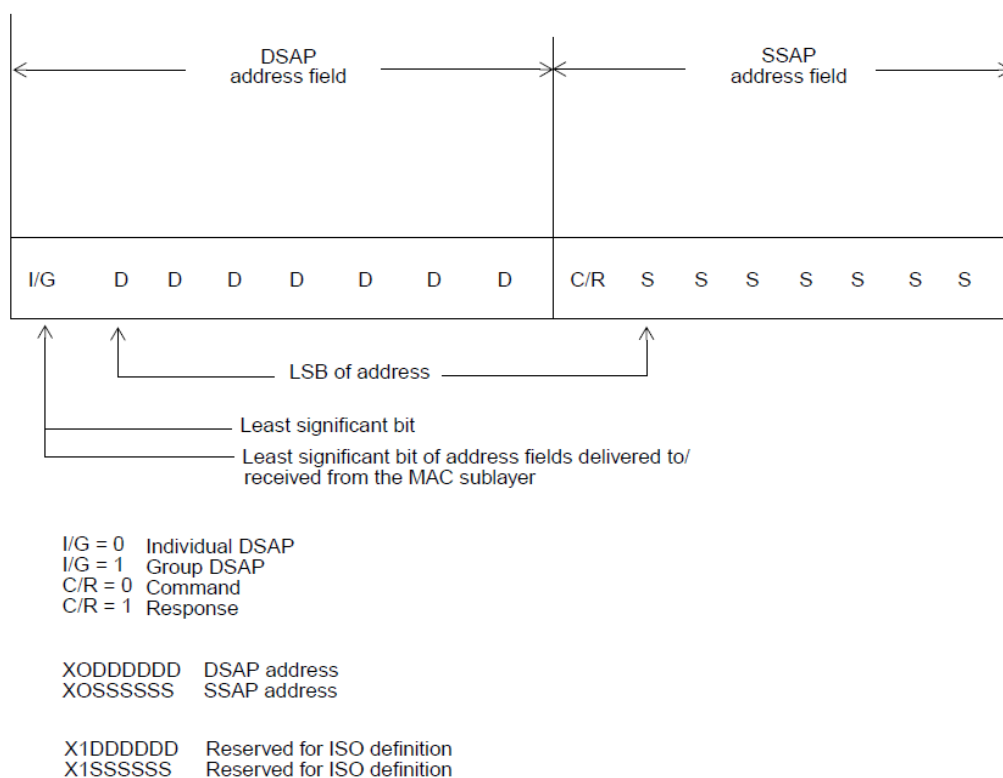 DSAP
address field
SSAP
address field
I/G D D D D D D D C/R S S S S S S S
LSB of address
Least significant bit
Least significant bit of address fields delivered to/
received from the MAC sublayer
I/G = 0 Individual DSAP
I/G = 1 Group DSAP
C/R = 0 Command
C/R = 1 Response
XODDDDDD DSAP address
XOSSSSSS SSAP address
X1DDDDDD Reserved for ISO definition
X1SSSSSS Reserved for ISO definition